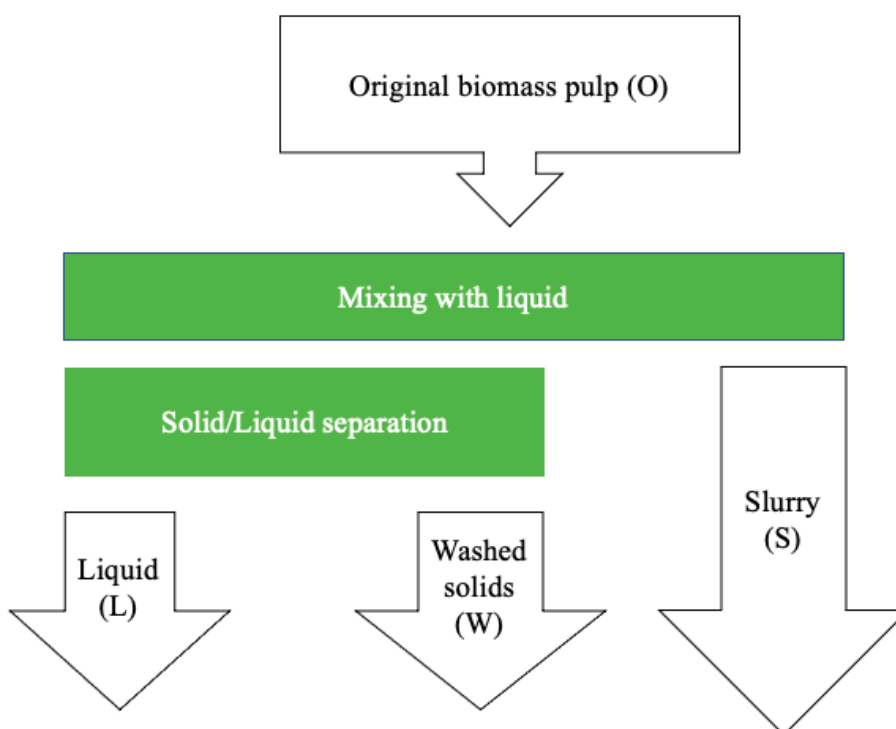 Original biomass pulp (O)
Mixing with liquid
Solid/Liquid separation
Liquid
(L)
Washed
solids
(W)
Slurry
(S)